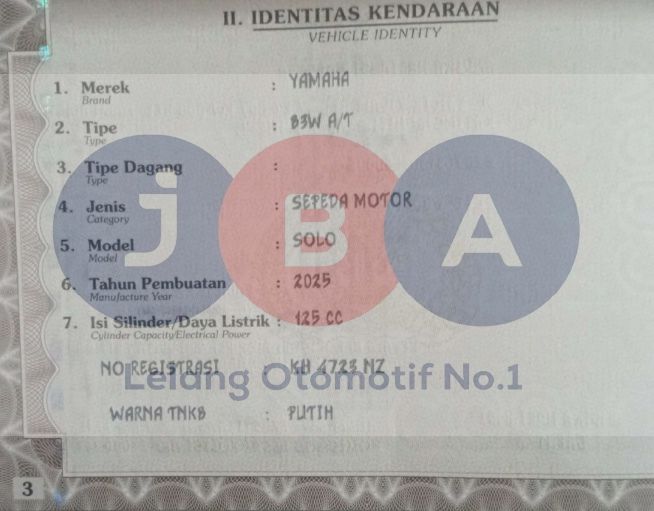 II. IDENTITAS KENDARAAN
VEHICLE IDENTITY
1. Merek : YAMAHA
Brand
2. Tipe : B3W A/T
Type
3. Tipe Dagang :
Type
4. Jenis : SEPEDA MOTOR
Category
5. Model : SOLO
Model
6. Tahun Pembuatan : 2025
Manufacture Year
7. Isi Silinder/Daya Listrik : 125 CC
Cylinder Capacity/Electrical Power
NO REGISTRASI : KH 4723 NZ
WARNA TNKB : PUTIH
3
JBA
Lelang Otomotif No.1